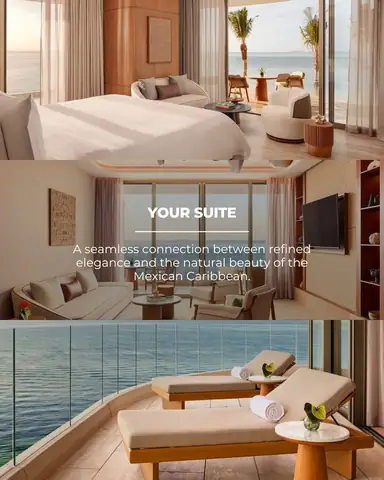 YOUR SUITE
A seamless connection between refined
elegance and the natural beauty of the
Mexican Caribbean.